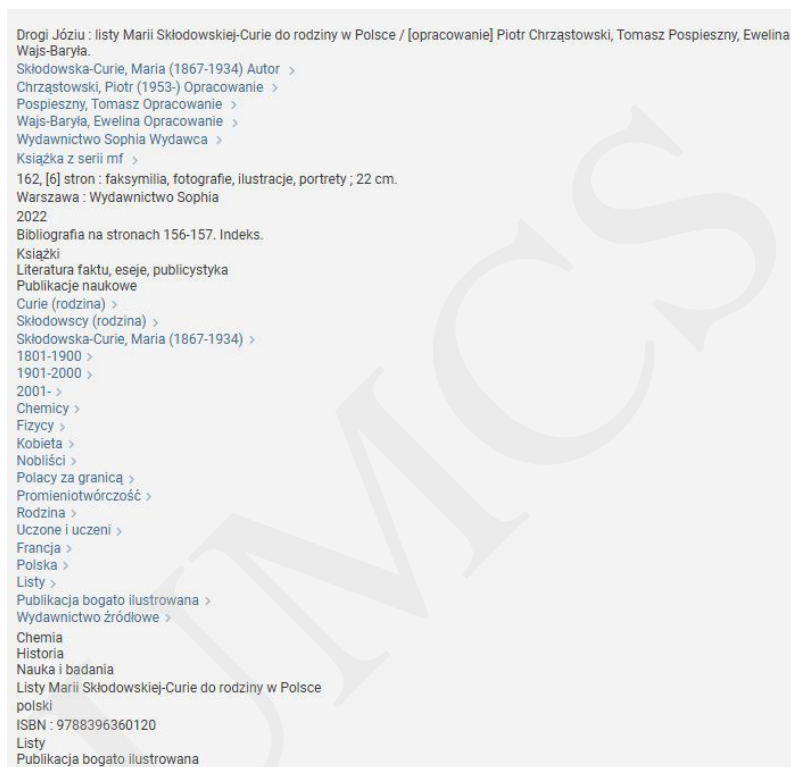 Drogi Józiu : listy Marii Skłodowskiej-Curie do rodziny w Polsce / [opracowanie] Piotr Chrząstowski, Tomasz Pospieszny, Ewelina
Wajs-Baryła.
Skłodowska-Curie, Maria (1867-1934) Autor >
Chrząstowski, Piotr (1953-) Opracowanie >
Pospieszny, Tomasz Opracowanie >
Wajs-Baryła, Ewelina Opracowanie >
Wydawnictwo Sophia Wydawca >
Książka z serii mf >
162, [6] stron : faksymilia, fotografie, ilustracje, portrety ; 22 cm.
Warszawa : Wydawnictwo Sophia
2022
Bibliografia na stronach 156-157. Indeks.
Książki
Literatura faktu, eseje, publicystyka
Publikacje naukowe
Curie (rodzina) >
Skłodowscy (rodzina) >
Skłodowska-Curie, Maria (1867-1934) >
1801-1900 >
1901-2000 >
2001- >
Chemicy >
Fizycy >
Kobieta >
Nobliści >
Polacy za granicą >
Promieniotwórczość >
Rodzina >
Uczone i uczeni >
Francja >
Polska >
Listy >
Publikacja bogato ilustrowana >
Wydawnictwo źródłowe >
Chemia
Historia
Nauka i badania
Listy Marii Skłodowskiej-Curie do rodziny w Polsce
polski
ISBN : 9788396360120
Listy
Publikacja bogato ilustrowana
UMCS